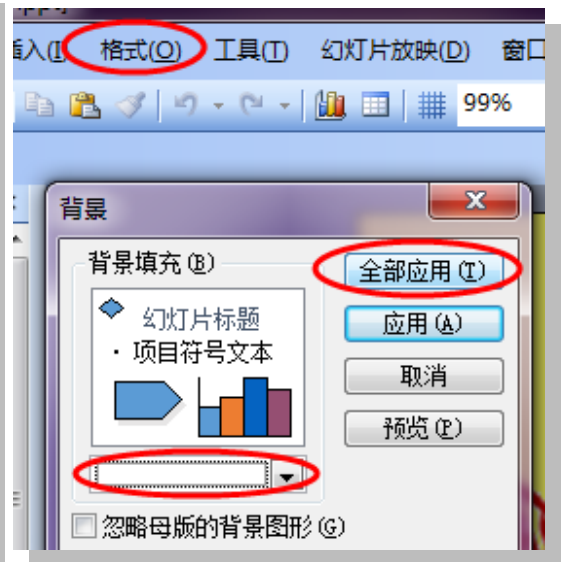 插入(I 格式(O) 工具(T) 幻灯片放映(D) 窗口
99%
背景
背景填充(B)
全部应用(T)
幻灯片标题
应用(A)
· 项目符号文本
取消
预览(P)
忽略母版的背景图形(G)